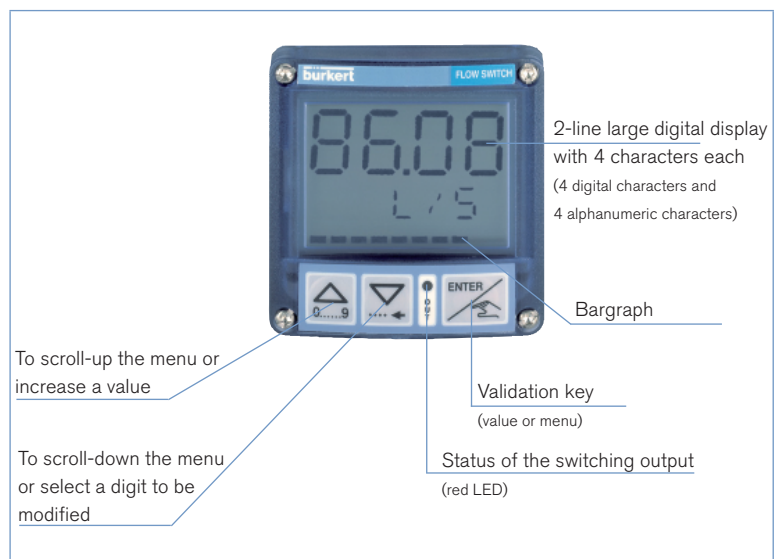 burkert
FLOW SWITCH
86.08
L/S
ENTER
0......9
OUT
2-line large digital display
with 4 characters each
(4 digital characters and
4 alphanumeric characters)
Bargraph
To scroll-up the menu or
increase a value
Validation key
(value or menu)
To scroll-down the menu
or select a digit to be
modified
Status of the switching output
(red LED)